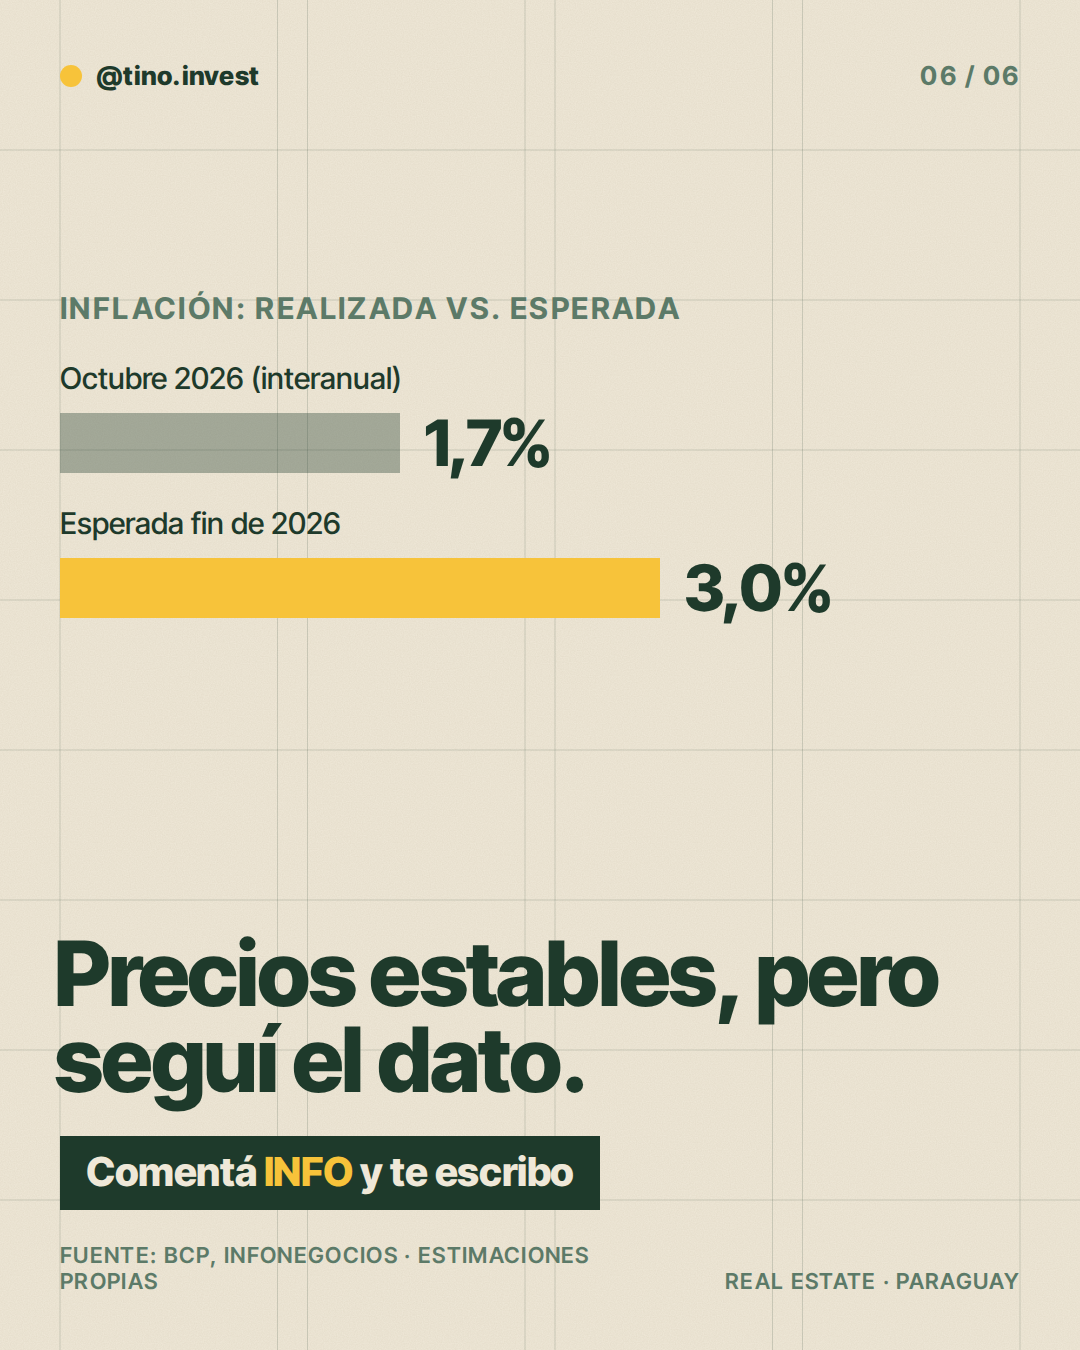 @tino.invest
06 / 06
INFLACIÓN: REALIZADA VS. ESPERADA
Octubre 2026 (interanual)
1,7%
Esperada fin de 2026
3,0%
Precios estables, pero
seguí el dato.
Comentá INFO y te escribo
FUENTE: BCP, INFONEGOCIOS · ESTIMACIONES
PROPIAS
REAL ESTATE · PARAGUAY